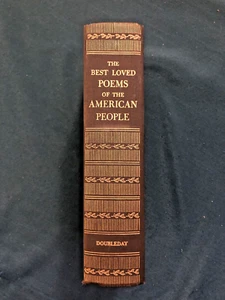 THE
BEST LOVED
POEMS
OF THE
AMERICAN
PEOPLE
DOUBLEDAY